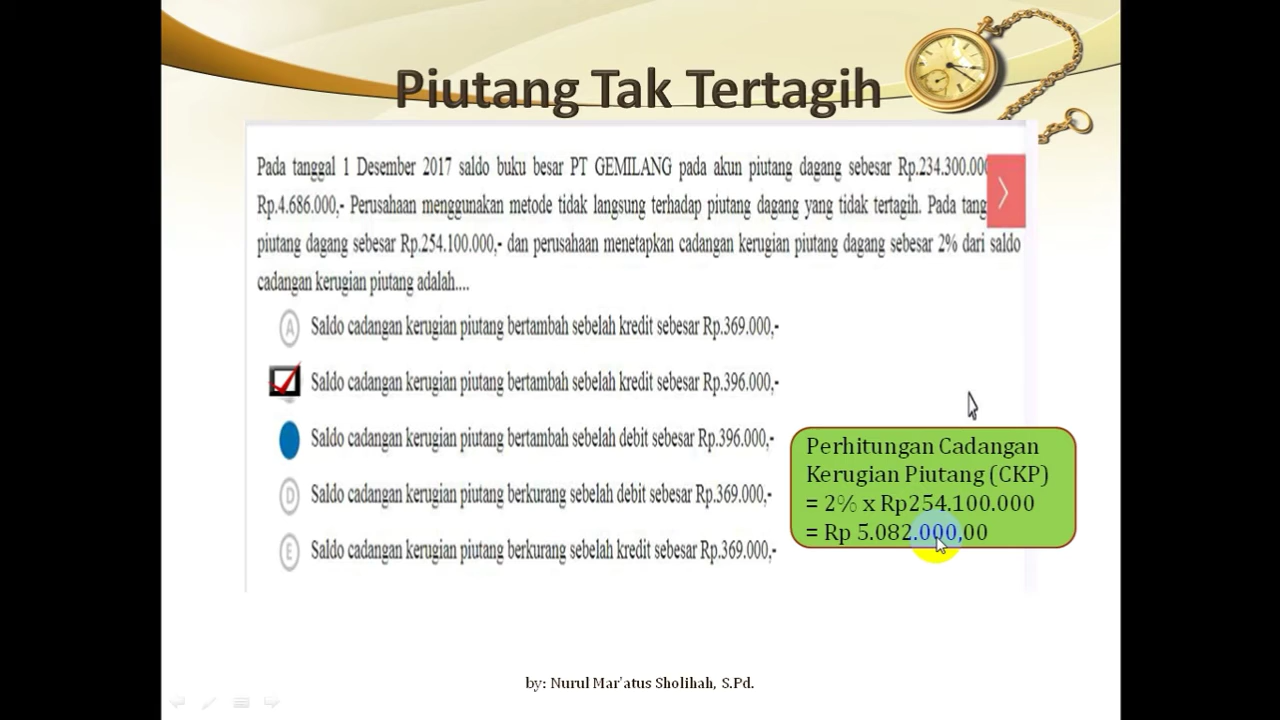 Piutang Tak Tertagih
Pada tanggal 1 Desember 2017 saldo buku besar PT GEMILANG pada akun piutang dagang sebesar Rp.234.300.000
Rp.4.686.000,- Perusahaan menggunakan metode tidak langsung terhadap piutang dagang yang tidak tertagih. Pada tang
piutang dagang sebesar Rp.254.100.000,- dan perusahaan menetapkan cadangan kerugian piutang dagang sebesar 2% dari saldo
cadangan kerugian piutang adalah....
A Saldo cadangan kerugian piutang bertambah sebelah kredit sebesar Rp.369.000,-
Saldo cadangan kerugian piutang bertambah sebelah kredit sebesar Rp.396.000,-
Saldo cadangan kerugian piutang bertambah sebelah debit sebesar Rp.396.000,-
D Saldo cadangan kerugian piutang berkurang sebelah debit sebesar Rp.369.000,-
E Saldo cadangan kerugian piutang berkurang sebelah kredit sebesar Rp.369.000,-
Perhitungan Cadangan
Kerugian Piutang (CKP)
= 2% x Rp254.100.000
= Rp 5.082.000,00
by: Nurul Mar'atus Sholihah, S.Pd.